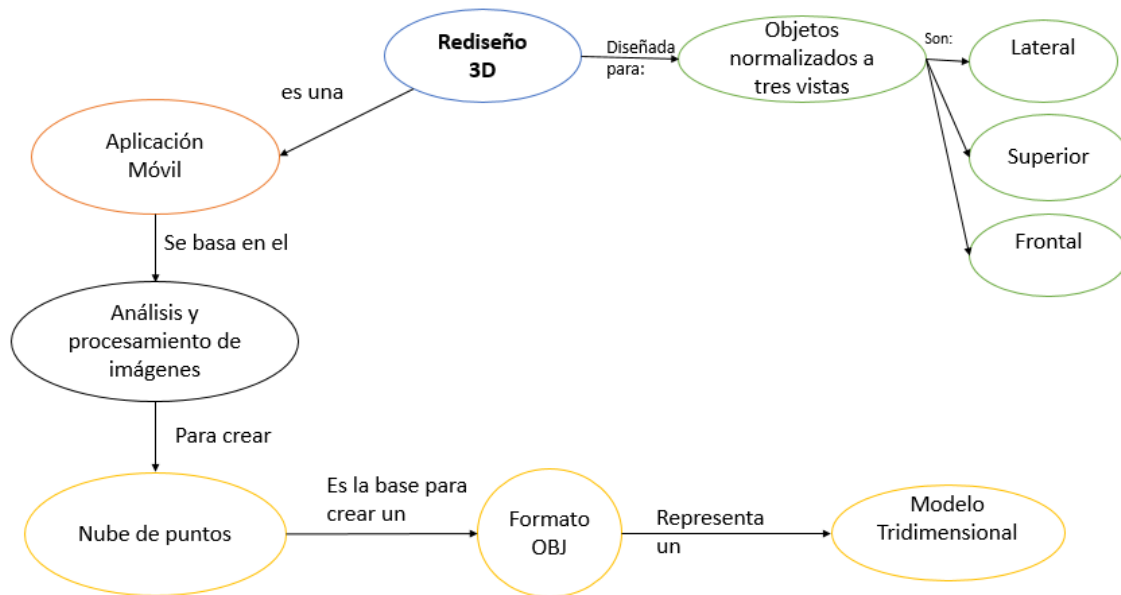 Rediseño
3D
Diseñada
para:
Objetos
normalizados a
tres vistas
Son:
Lateral
Superior
Frontal
es una
Aplicación
Móvil
Se basa en el
Análisis y
procesamiento de
imágenes
Para crear
Nube de puntos
Es la base para
crear un
Formato
OBJ
Representa
un
Modelo
Tridimensional